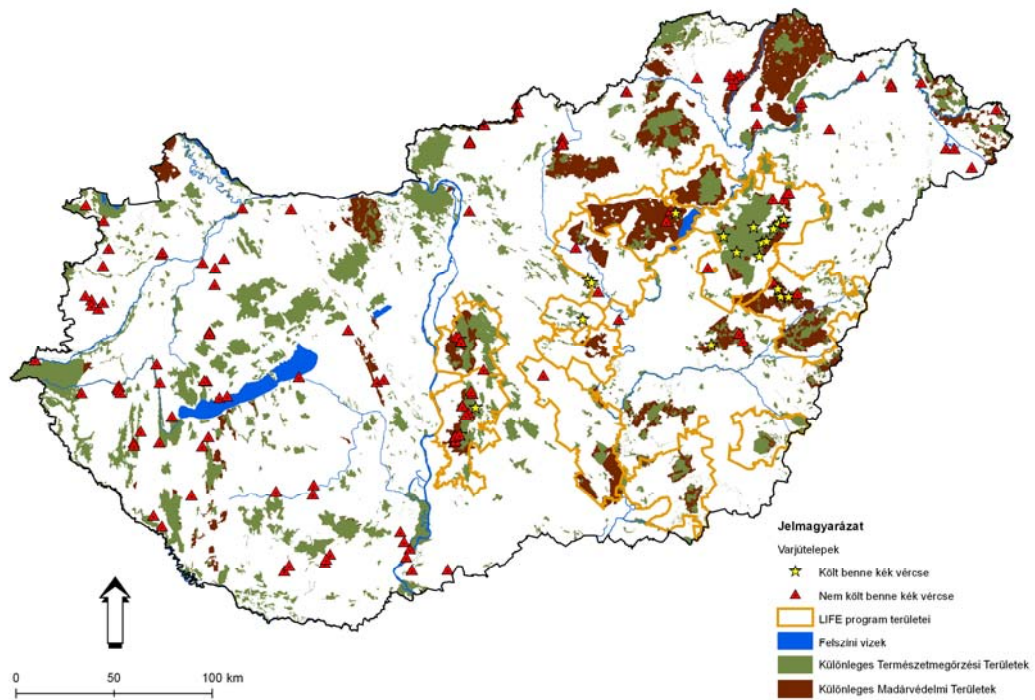 Jelmagyarázat
Varjútelepek
Költ benne kék vércse
Nem költ benne kék vércse
LIFE program területei
Felszíni vizek
Különleges Természetmegőrzési Területek
Különleges Madárvédelmi Területek
0 50 100 km